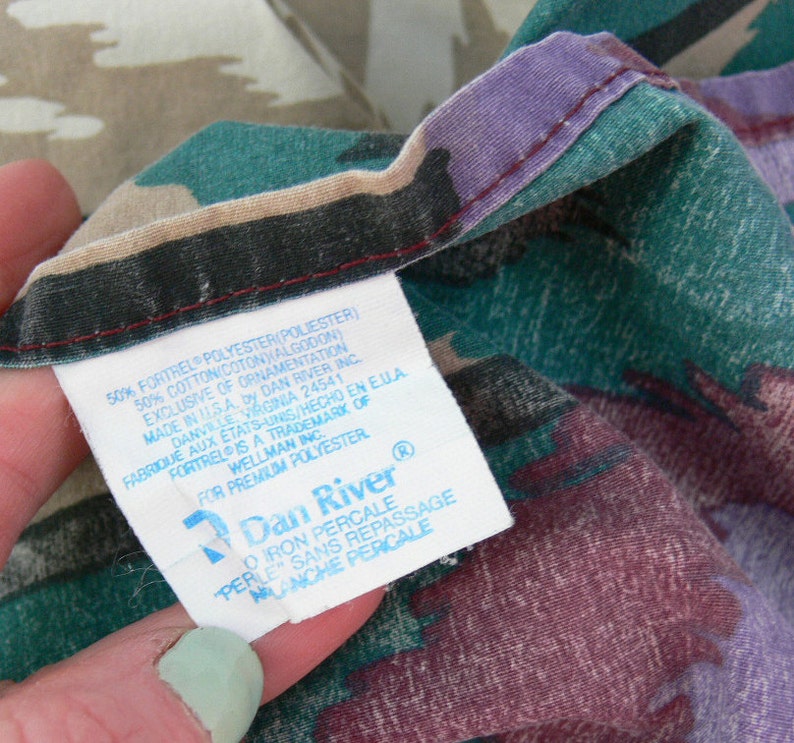 50% FORTREL® POLYESTER(POLIESTER)
50% COTTON(COTON)(ALGODON)
EXCLUSIVE OF ORNAMENTATION
MADE IN U.S.A. by DAN RIVER INC.
DANVILLE, VIRGINIA 24541
FABRIQUE AUX ETATS-UNIS/HECHO EN E.U.A.
FORTREL® IS A TRADEMARK OF
WELLMAN INC.
FOR PREMIUM POLYESTER.
Dan River®
IRON PERCALE
"PERLE" SANS REPASSAGE
PERCALE